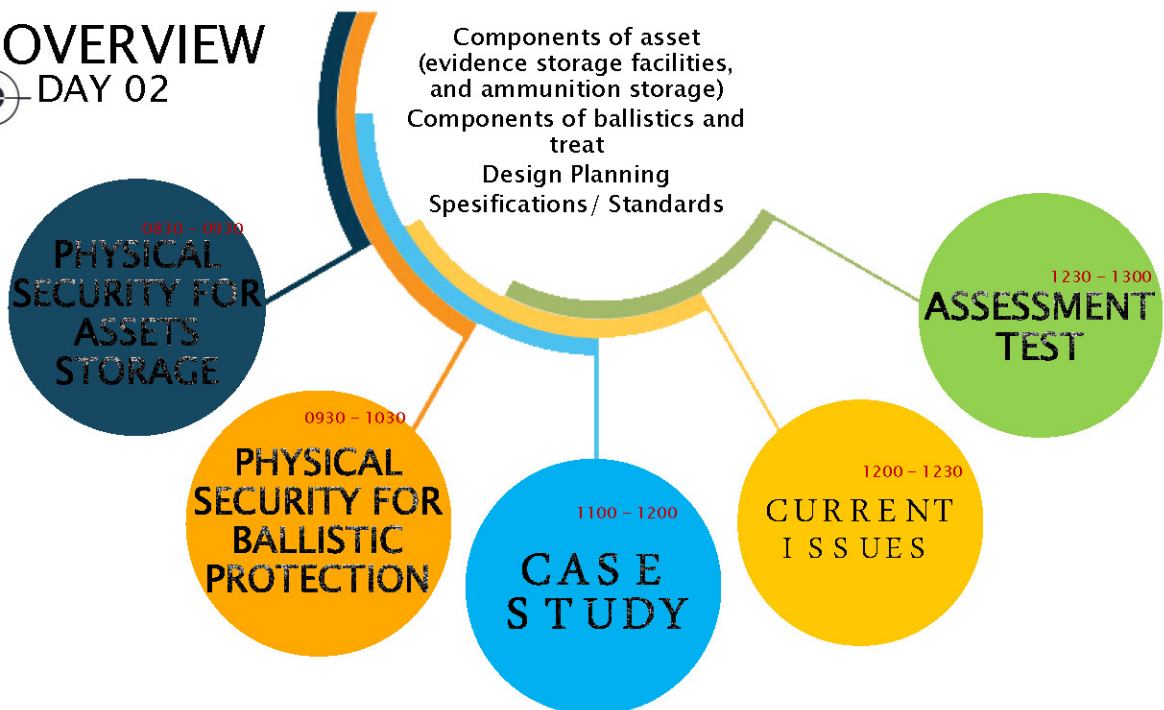 OVERVIEW
DAY 02
Components of asset
(evidence storage facilities,
and ammunition storage)
Components of ballistics and
treat
Design Planning
Spesifications/ Standards
0830 – 0930
PHYSICAL
SECURITY FOR
ASSETS
STORAGE
0930 – 1030
PHYSICAL
SECURITY FOR
BALLISTIC
PROTECTION
1100 – 1200
CASE
STUDY
1200 – 1230
CURRENT
ISSUES
1230 – 1300
ASSESSMENT
TEST